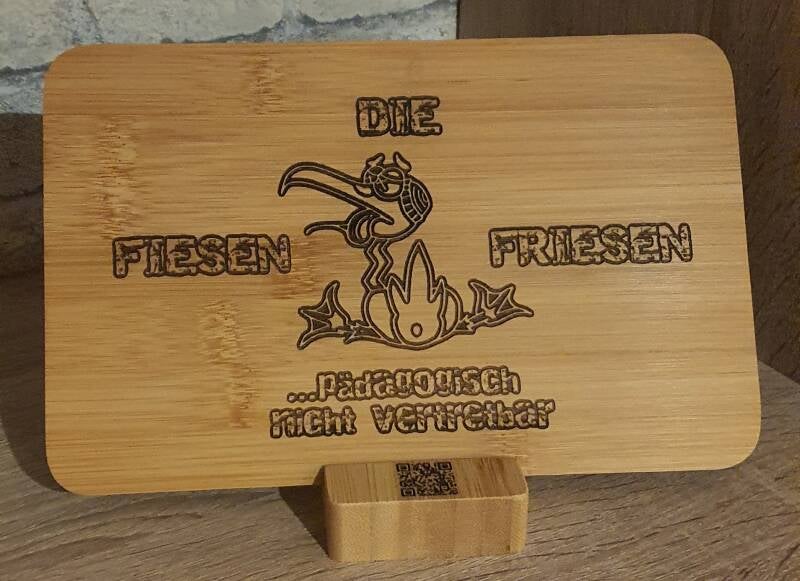 DIE
FIESEN FRIESEN
...pädagogisch
nicht vertretbar